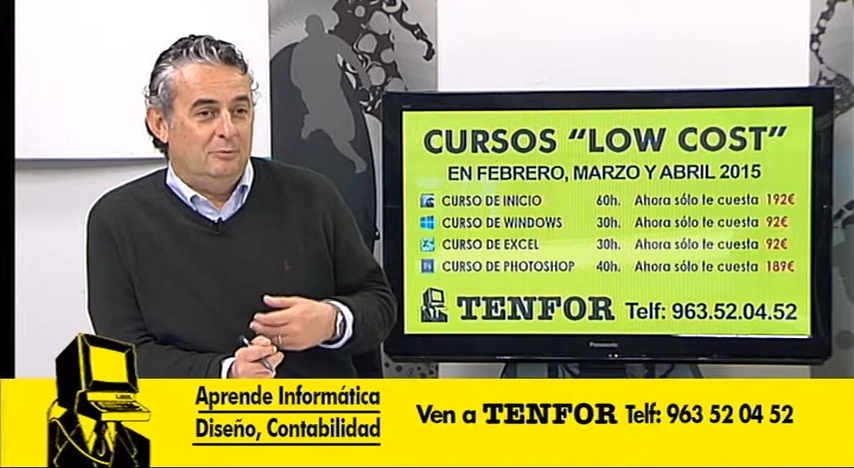 CURSOS "LOW COST"
EN FEBRERO, MARZO Y ABRIL 2015
CURSO DE INICIO 60h. Ahora sólo te cuesta 192€
CURSO DE WINDOWS 30h. Ahora sólo te cuesta 92€
CURSO DE EXCEL 30h. Ahora sólo te cuesta 92€
CURSO DE PHOTOSHOP 40h. Ahora sólo te cuesta 189€
TENFOR Telf: 963.52.04.52
Panasonic
Aprende Informática
Diseño, Contabilidad
Ven a TENFOR Telf: 963 52 04 52